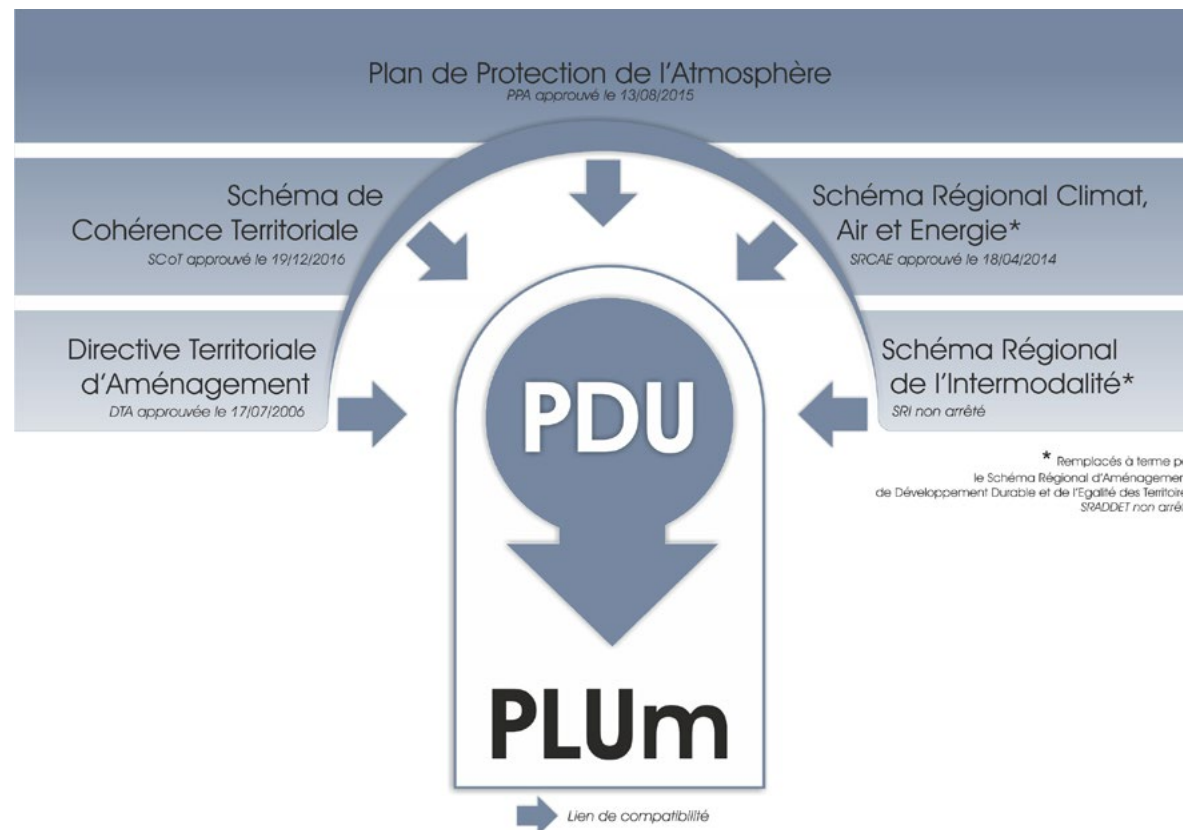 Plan de Protection de l'Atmosphère
PPA approuvé le 13/08/2015
Schéma de
Cohérence Territoriale
SCoT approuvé le 19/12/2016
Schéma Régional Climat,
Air et Energie*
SRCAE approuvé le 18/04/2014
Directive Territoriale
d'Aménagement
DTA approuvée le 17/07/2006
Schéma Régional
de l'Intermodalité*
SRI non arrêté
* Remplacés à terme
le Schéma Régional
de Développement Durable et de l'Egalité des
SRADDET non
PDU
PLUm
Lien de compatibilité